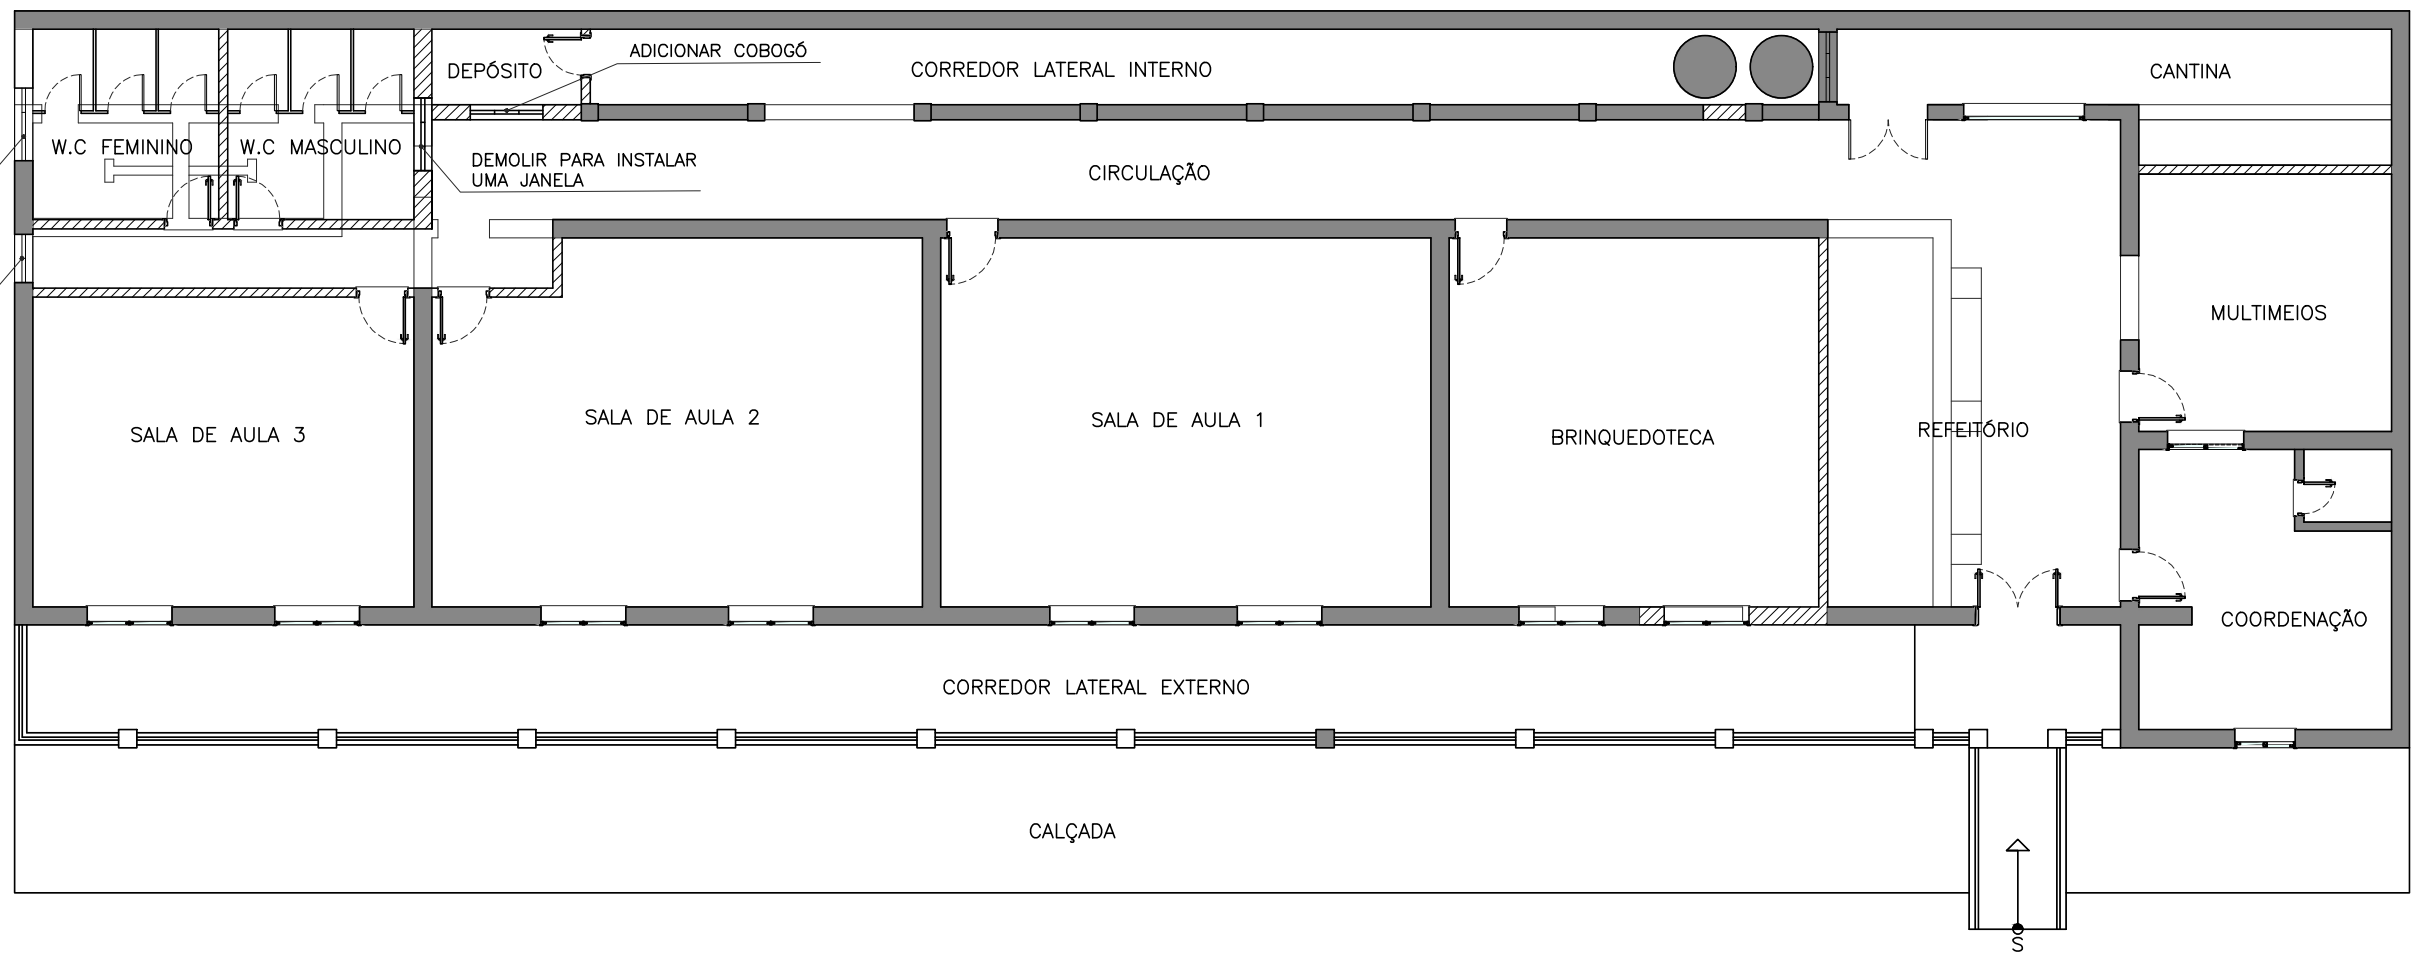 ADICIONAR COBOGÓ
DEPÓSITO
CORREDOR LATERAL INTERNO
CANTINA
W.C FEMININO
W.C MASCULINO
DEMOLIR PARA INSTALAR
UMA JANELA
CIRCULAÇÃO
MULTIMEIOS
SALA DE AULA 3
SALA DE AULA 2
SALA DE AULA 1
BRINQUEDOTECA
REFEITÓRIO
COORDENAÇÃO
CORREDOR LATERAL EXTERNO
CALÇADA
S